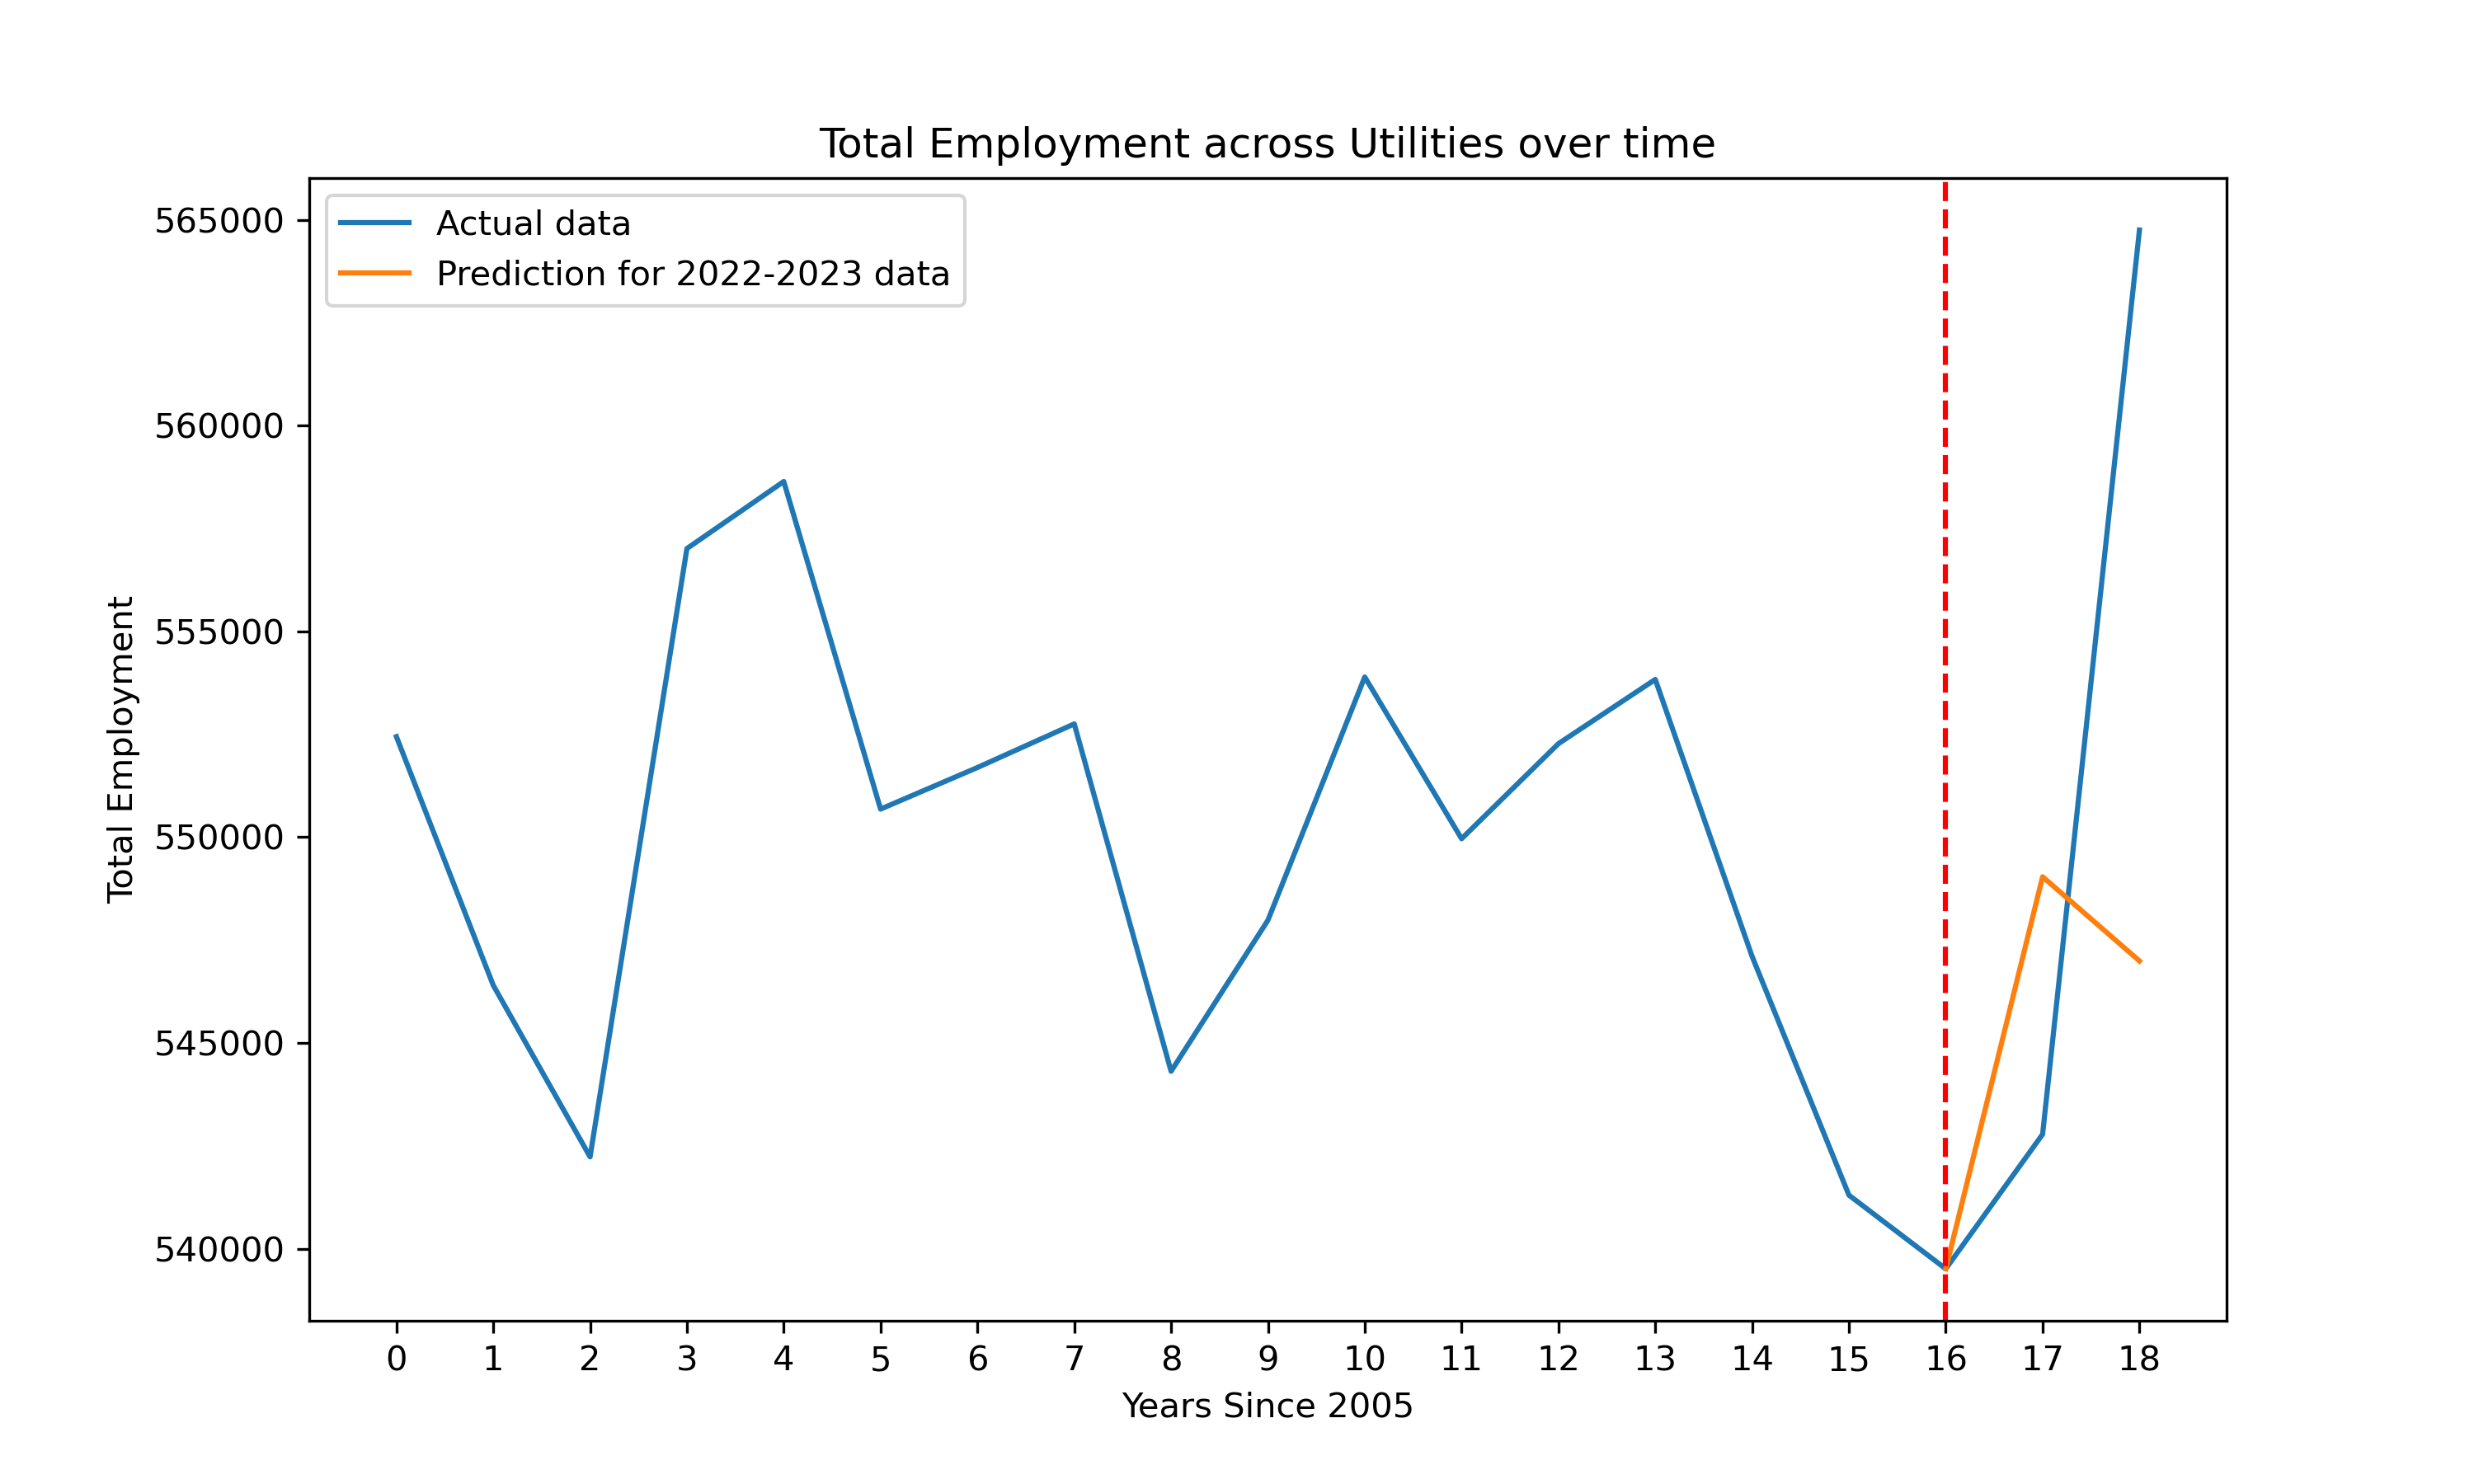 Total Employment across Utilities over time
Actual data
Prediction for 2022-2023 data
Total Employment
565000
560000
555000
550000
545000
540000
0 1 2 3 4 5 6 7 8 9 10 11 12 13 14 15 16 17 18
Years Since 2005